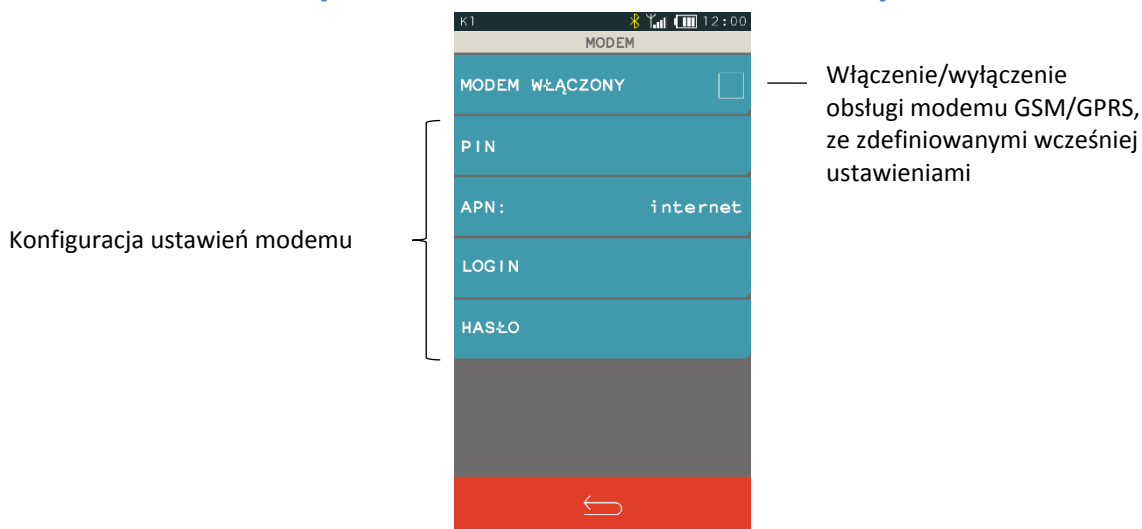 K1 12:00
MODEM
MODEM WŁĄCZONY
Włączenie/wyłączenie
obsługi modemu GSM/GPRS,
ze zdefiniowanymi wcześniej
ustawieniami
PIN
APN: internet
Konfiguracja ustawień modemu
LOGIN
HASŁO